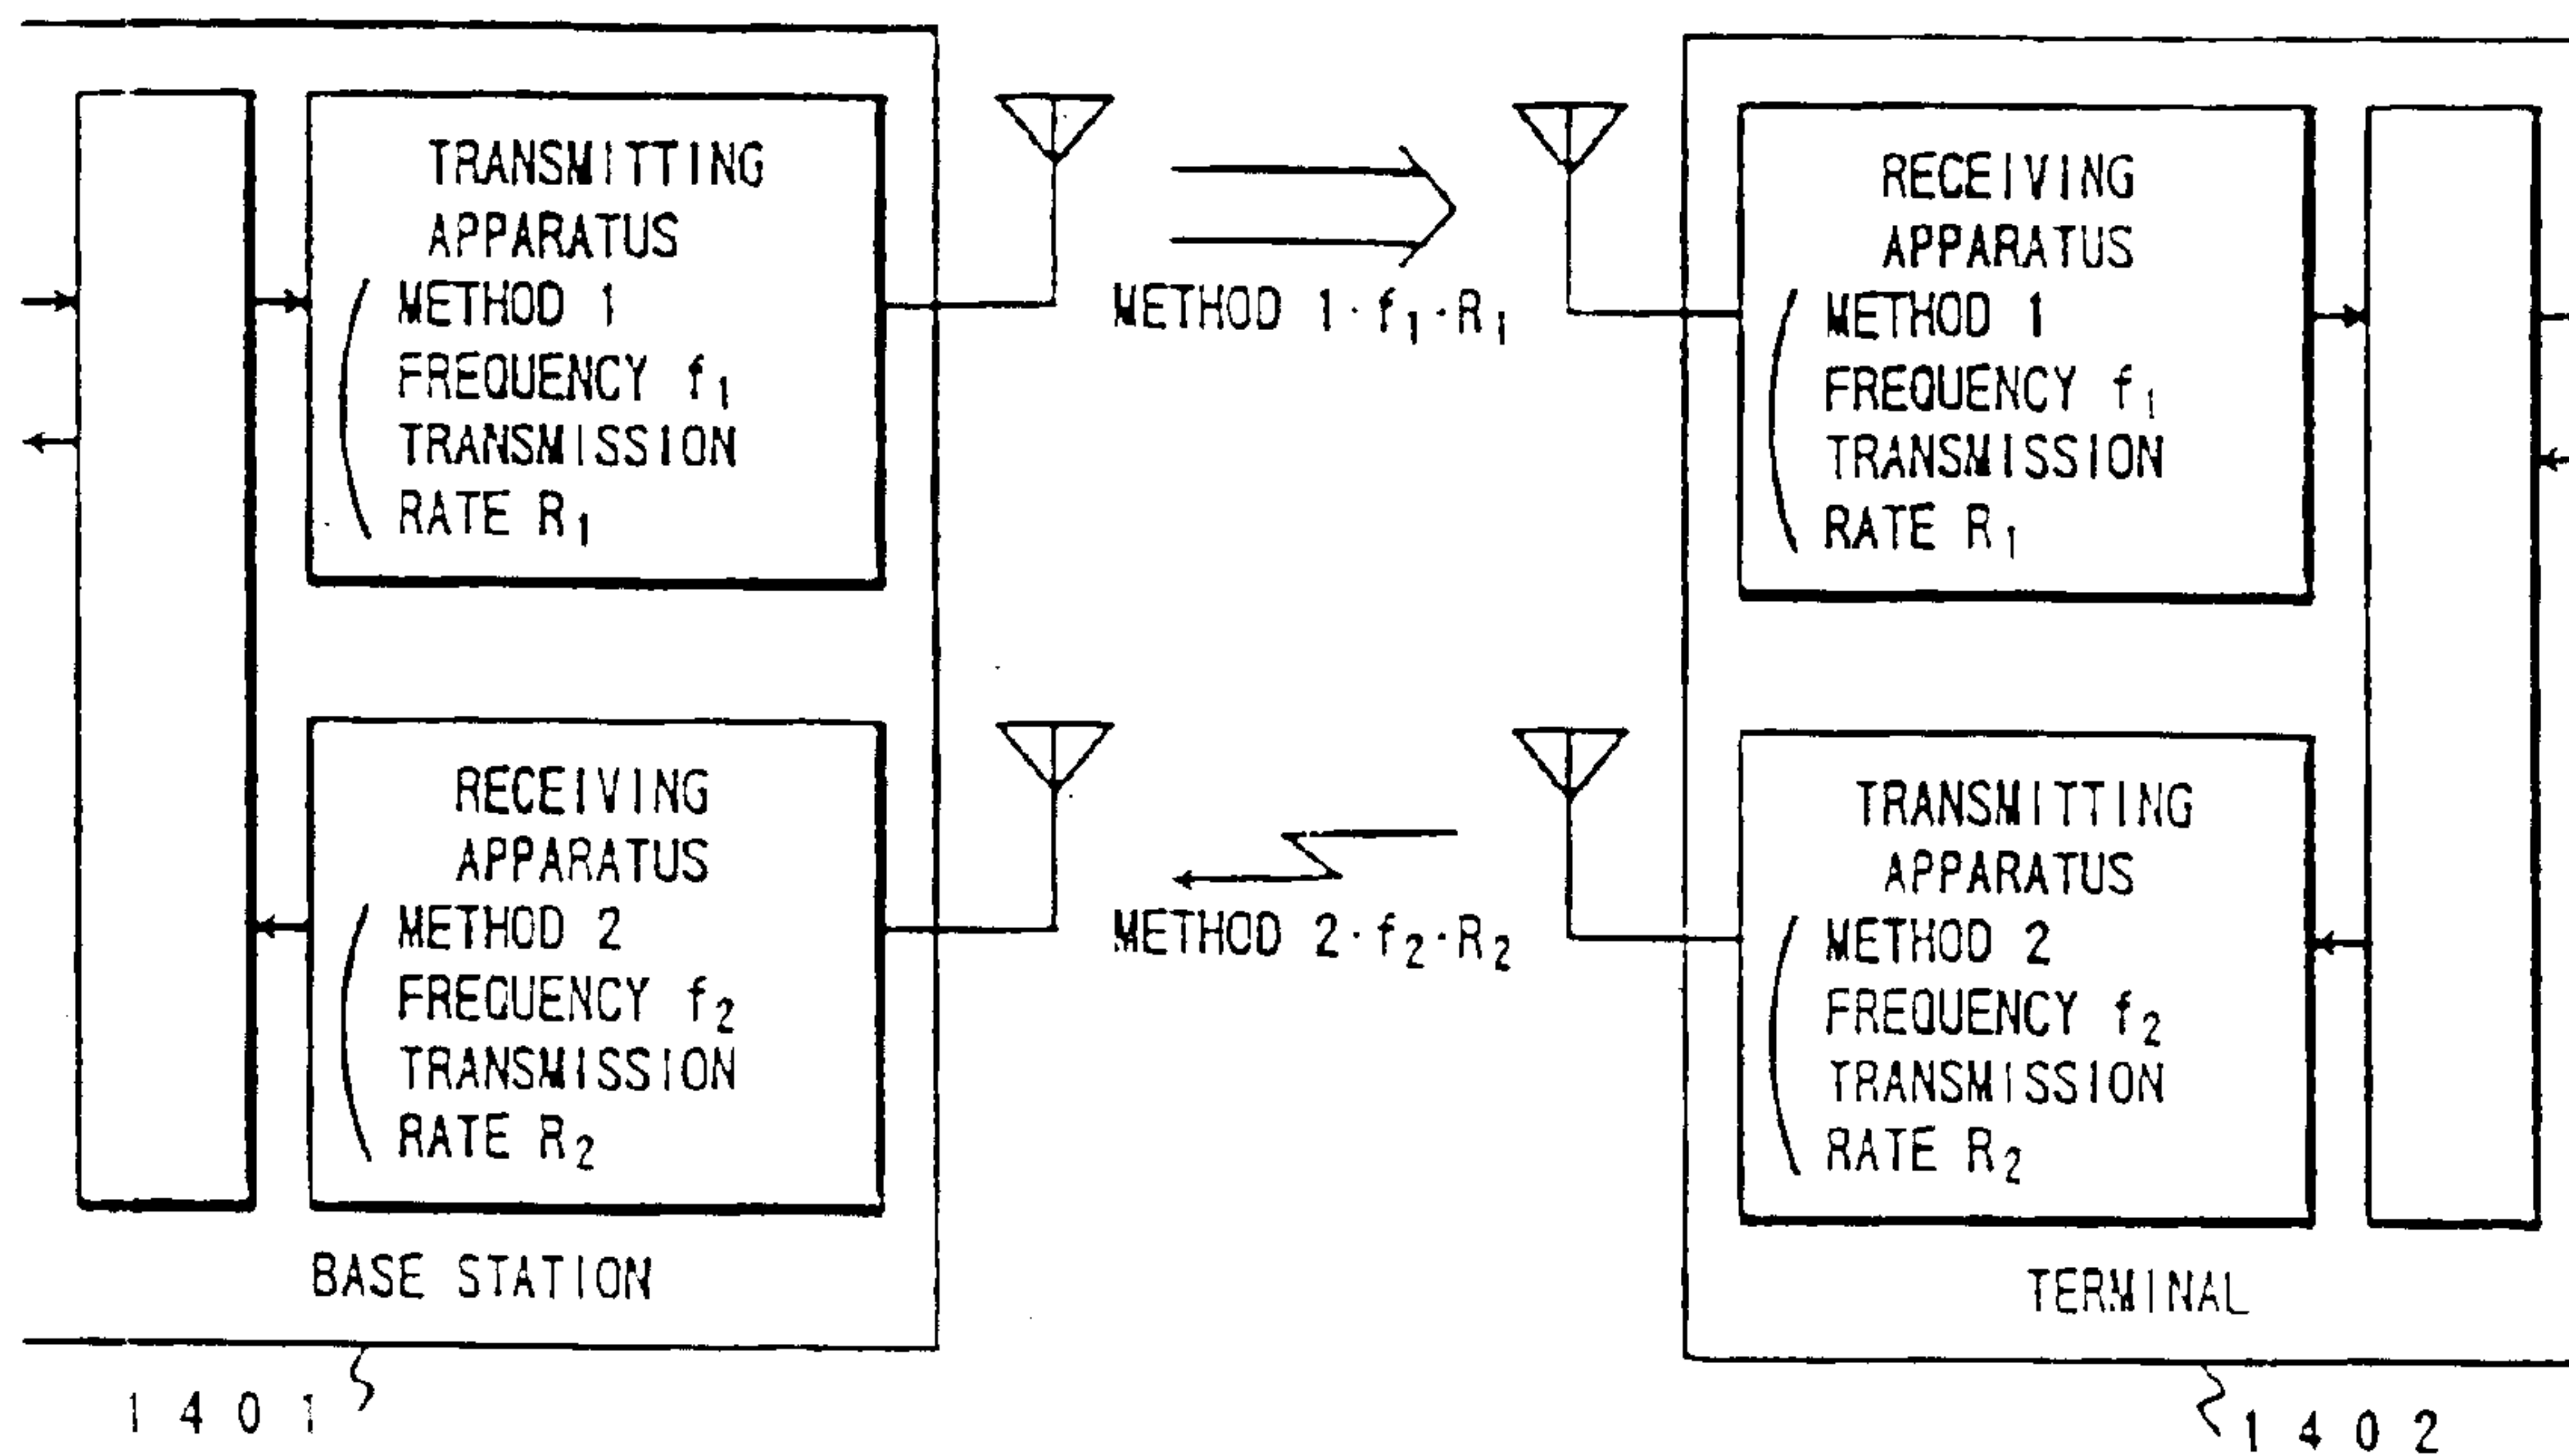 TRANSMITTING
APPARATUS
METHOD 1
FREQUENCY f₁
TRANSMISSION
RATE R₁
METHOD 1·f₁·R₁
RECEIVING
APPARATUS
METHOD 1
FREQUENCY f₁
TRANSMISSION
RATE R₁
RECEIVING
APPARATUS
METHOD 2
FREQUENCY f₂
TRANSMISSION
RATE R₂
METHOD 2·f₂·R₂
TRANSMITTING
APPARATUS
METHOD 2
FREQUENCY f₂
TRANSMISSION
RATE R₂
BASE STATION
TERMINAL
1401
1402